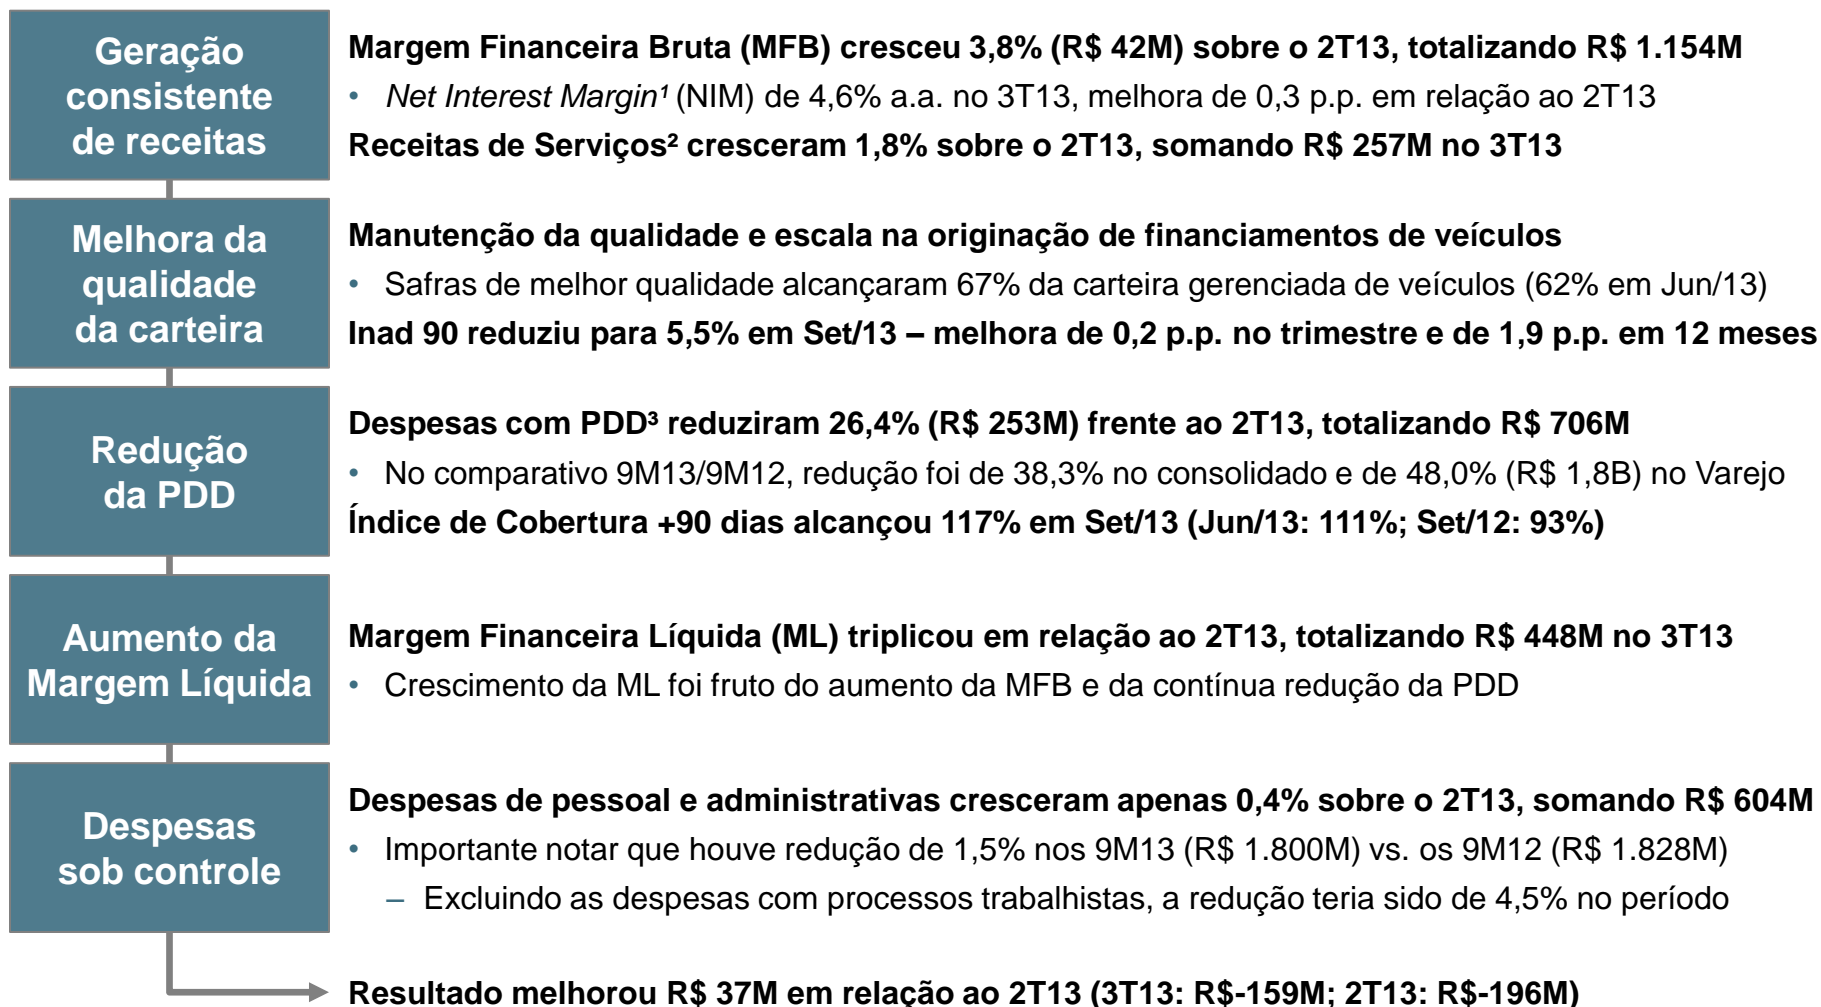 Geração
consistente
de receitas
Margem Financeira Bruta (MFB) cresceu 3,8% (R$ 42M) sobre o 2T13, totalizando R$ 1.154M
• Net Interest Margin¹ (NIM) de 4,6% a.a. no 3T13, melhora de 0,3 p.p. em relação ao 2T13
Receitas de Serviços² cresceram 1,8% sobre o 2T13, somando R$ 257M no 3T13
Melhora da
qualidade
da carteira
Manutenção da qualidade e escala na originação de financiamentos de veículos
• Safras de melhor qualidade alcançaram 67% da carteira gerenciada de veículos (62% em Jun/13)
Inad 90 reduziu para 5,5% em Set/13 – melhora de 0,2 p.p. no trimestre e de 1,9 p.p. em 12 meses
Redução
da PDD
Despesas com PDD³ reduziram 26,4% (R$ 253M) frente ao 2T13, totalizando R$ 706M
• No comparativo 9M13/9M12, redução foi de 38,3% no consolidado e de 48,0% (R$ 1,8B) no Varejo
Índice de Cobertura +90 dias alcançou 117% em Set/13 (Jun/13: 111%; Set/12: 93%)
Aumento da
Margem Líquida
Margem Financeira Líquida (ML) triplicou em relação ao 2T13, totalizando R$ 448M no 3T13
• Crescimento da ML foi fruto do aumento da MFB e da contínua redução da PDD
Despesas
sob controle
Despesas de pessoal e administrativas cresceram apenas 0,4% sobre o 2T13, somando R$ 604M
• Importante notar que houve redução de 1,5% nos 9M13 (R$ 1.800M) vs. os 9M12 (R$ 1.828M)
– Excluindo as despesas com processos trabalhistas, a redução teria sido de 4,5% no período
Resultado melhorou R$ 37M em relação ao 2T13 (3T13: R$-159M; 2T13: R$-196M)